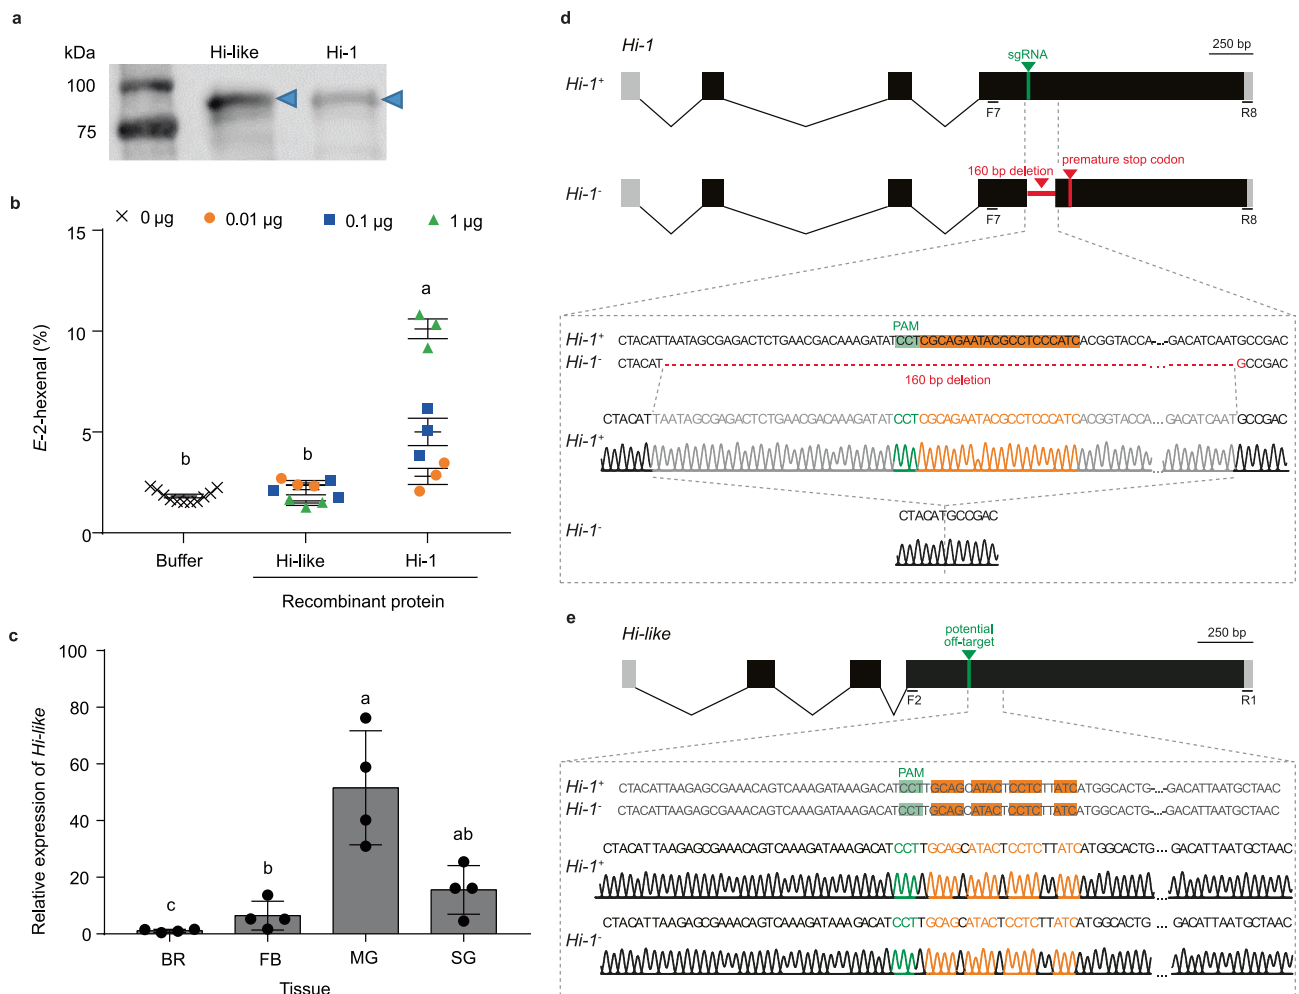 a
kDa
Hi-like
Hi-1
100
75
b
0 µg
0.01 µg
0.1 µg
1 µg
E-2-hexenal (%)
15
10
5
0
b
b
a
Buffer
Hi-like
Hi-1
Recombinant protein
c
Relative expression of Hi-like
100
80
60
40
20
0
c
b
a
ab
BR
FB
MG
SG
Tissue
d
Hi-1
250 bp
sgRNA
Hi-1+
F7
R8
160 bp deletion
premature stop codon
Hi-1-
F7
R8
PAM
Hi-1+ CTACATTAATAGCGAGACTCTGAACGACAAAGATATCCTCGCAGAATACGCCTCCCATCACGGTACCA-...-GACATCAATGCCGAC
Hi-1- CTACAT GCCGAC
160 bp deletion
CTACATTAATAGCGAGACTCTGAACGACAAAGATATCCTCGCAGAATACGCCTCCCATCACGGTACCA...GACATCAATGCCGAC
Hi-1+
CTACATGCCGAC
Hi-1-
e
Hi-like
potential
off-target
250 bp
F2
R1
PAM
Hi-1+ CTACATTAAGAGCGAAACAGTCAAAGATAAAGACATCCTTGCAGCATACTCCTCTTATCATGGCACTG-...-GACATTAATGCTAAC
Hi-1- CTACATTAAGAGCGAAACAGTCAAAGATAAAGACATCCTTGCAGCATACTCCTCTTATCATGGCACTG-...-GACATTAATGCTAAC
CTACATTAAGAGCGAAACAGTCAAAGATAAAGACATCCTTGCAGCATACTCCTCTTATCATGGCACTG...GACATTAATGCTAAC
Hi-1+
CTACATTAAGAGCGAAACAGTCAAAGATAAAGACATCCTTGCAGCATACTCCTCTTATCATGGCACTG...GACATTAATGCTAAC
Hi-1-